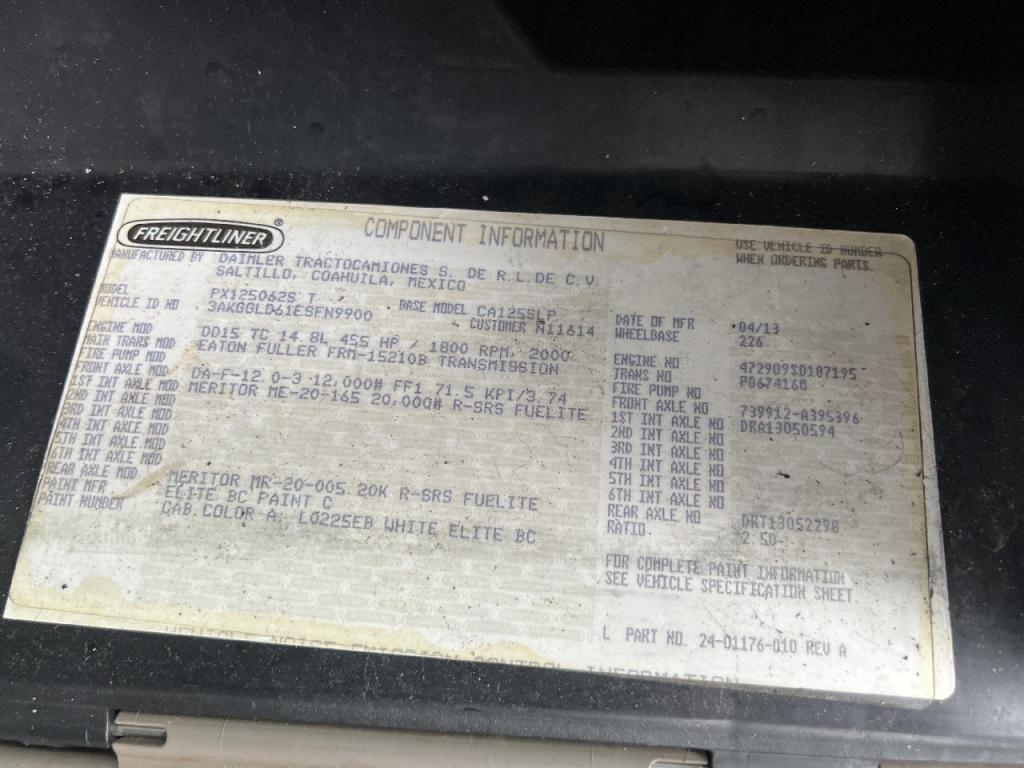 FREIGHTLINER®
COMPONENT INFORMATION
USE VEHICLE ID NUMBER
WHEN ORDERING PARTS.
MANUFACTURED BY DAIMLER TRACTOCAMIONES S. DE R.L.DE C.V.
SALTILLO, COAHUILA, MEXICO
MODEL PX125062S T BASE MODEL CA125SLP
VEHICLE ID NO 3AKGGLD61ESFN9900 CUSTOMER N11614
ENGINE MOD DD15 TC 14.8L 455 HP / 1800 RPM, 2000
MAIN TRANS MOD EATON FULLER FRM-15210B TRANSMISSION
FIRE PUMP MOD
FRONT AXLE MOD DA-F-12.0-3 12,000# FF1 71.5 KPI/3.74
1ST INT AXLE MOD MERITOR ME-20-165 20,000# R-SRS FUELITE
2ND INT AXLE MOD
3RD INT AXLE MOD
4TH INT AXLE MOD
5TH INT AXLE MOD
6TH INT AXLE MOD
REAR AXLE MOD MERITOR MR-20-005 20K R-SRS FUELITE
PAINT MFR ELITE BC PAINT C
PAINT NUMBER CAB COLOR A: L0225EB WHITE ELITE BC
DATE OF MFR 04/13
WHEELBASE 226
ENGINE NO 472909S0187195
TRANS NO P0674168
FIRE PUMP NO
FRONT AXLE NO 739912-A395396
1ST INT AXLE NO DRA13050594
2ND INT AXLE NO
3RD INT AXLE NO
4TH INT AXLE NO
5TH INT AXLE NO
6TH INT AXLE NO
REAR AXLE NO DRT13052298
RATIO 2.50
FOR COMPLETE PAINT INFORMATION
SEE VEHICLE SPECIFICATION SHEET
L PART NO. 24-01176-010 REV A
VEHICLE NOISE EMISSION CONTROL INFORMATION